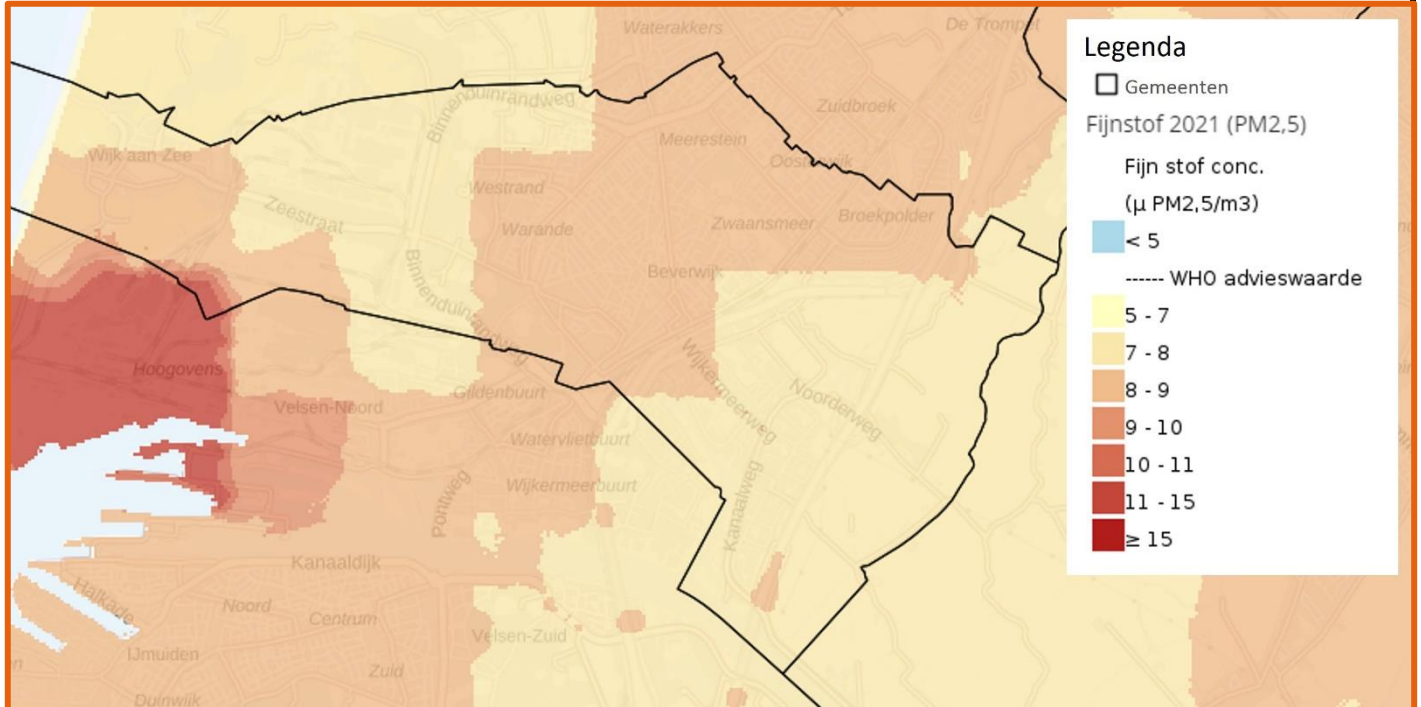 Waterakkers
De Trompet
Binnenduinrandweg
Zuidbroek
Wijk aan Zee
Meerestein
Oosterwijk
Westrand
Zeestraat
Warande
Zwaansmeer
Broekpolder
Beverwijk
Binnenduinrandweg
Hoogovens
Wijkermeerweg
Noorderweg
Velsen-Noord
Gildenbuurt
Watervlietbuurt
Wijkermeerbuurt
Pontweg
Kanaalweg
Kanaaldijk
Halkade
Noord
Centrum
Velsen-Zuid
IJmuiden
Zuid
Duinwijk
Legenda
Gemeenten
Fijnstof 2021 (PM2,5)
Fijn stof conc.
(μ PM2,5/m3)
< 5
------ WHO advieswaarde
5 - 7
7 - 8
8 - 9
9 - 10
10 - 11
11 - 15
≥ 15